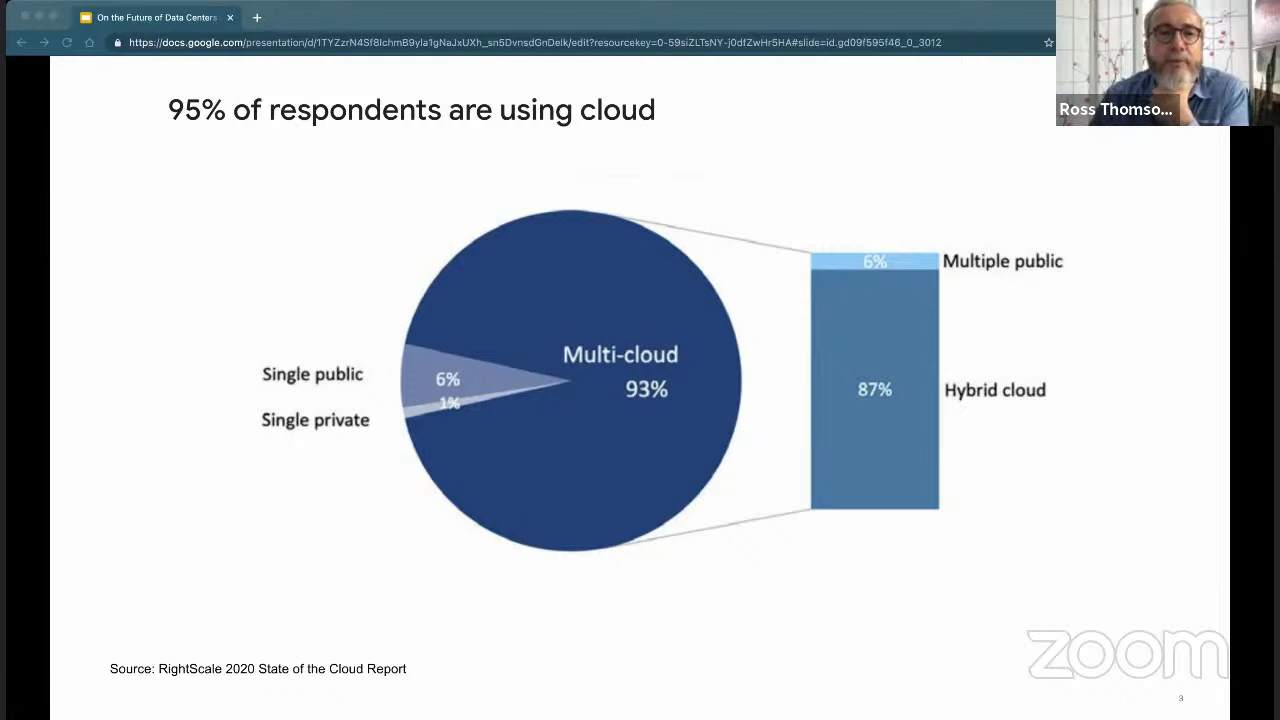 On the Future of Data Centers
https://docs.google.com/presentation/d/1TYZzrN4Sf8IchmB9yla1gNaJxUXh_sn5DvnsdGnDelk/edit?resourcekey=0-59siZLTsNY-j0dfZwHr5HA#slide=id.gd09f595f46_0_3012
Ross Thomso...
95% of respondents are using cloud
6%
Multiple public
Multi-cloud
93%
Single public
6%
1%
Single private
87%
Hybrid cloud
zoom
Source: RightScale 2020 State of the Cloud Report
3